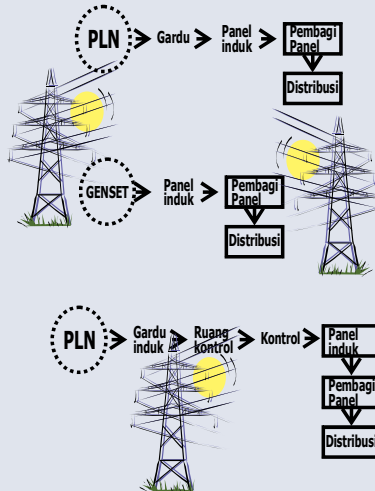 PLN
Gardu
Panel
induk
Pembagi
Panel
Distribusi
GENSET
Panel
induk
Pembagi
Panel
Distribusi
PLN
Gardu
induk
Ruang
kontrol
Kontrol
Panel
induk
Pembagi
Panel
Distribusi